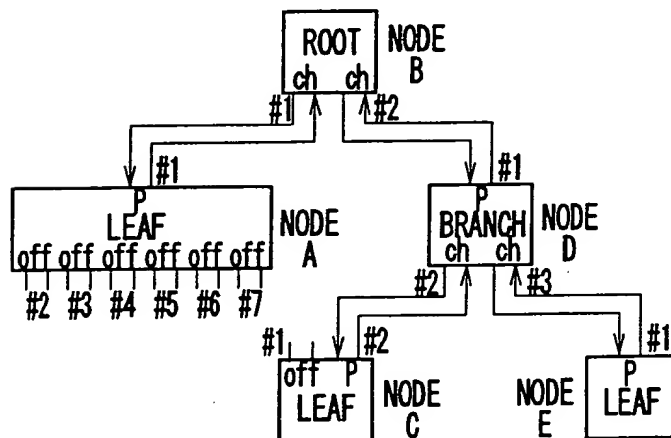 ROOT
NODE
B
ch ch
#1 #2
#1 #1
P
LEAF
NODE
A
off off off off off off
#2 #3 #4 #5 #6 #7
P
BRANCH
NODE
D
ch ch
#2 #3
#1 #2 #1
off P
LEAF
NODE
C
NODE
E
P
LEAF